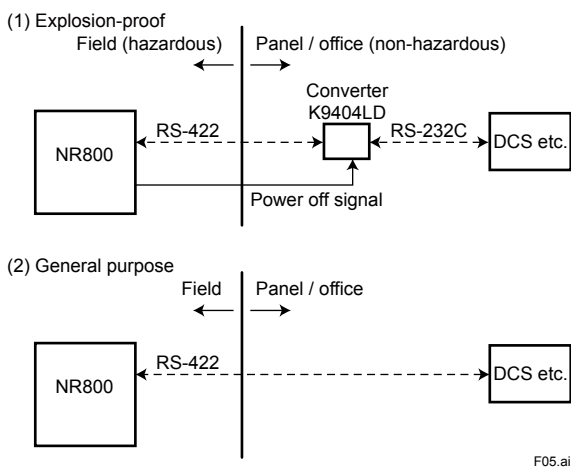 (1) Explosion-proof
Field (hazardous)
Panel / office (non-hazardous)
Converter
K9404LD
RS-422
RS-232C
NR800
DCS etc.
Power off signal
(2) General purpose
Field
Panel / office
RS-422
NR800
DCS etc.
F05.ai